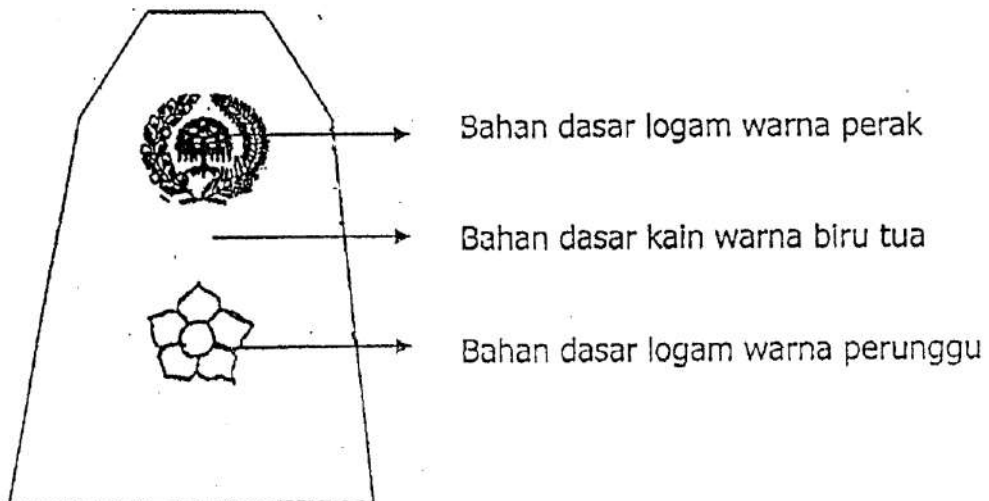 Bahan dasar logam warna perak
Bahan dasar kain warna biru tua
Bahan dasar logam warna perunggu